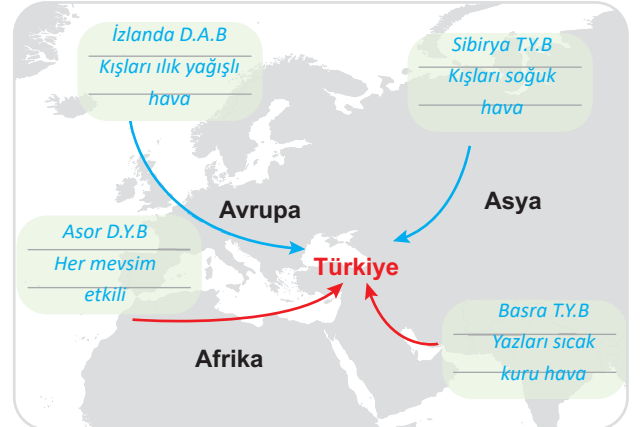 İzlanda D.A.B
Kışları ılık yağışlı
hava
Sibirya T.Y.B
Kışları soğuk
hava
Avrupa
Asya
Asor D.Y.B
Her mevsim
etkili
Türkiye
Afrika
Basra T.Y.B
Yazları sıcak
kuru hava